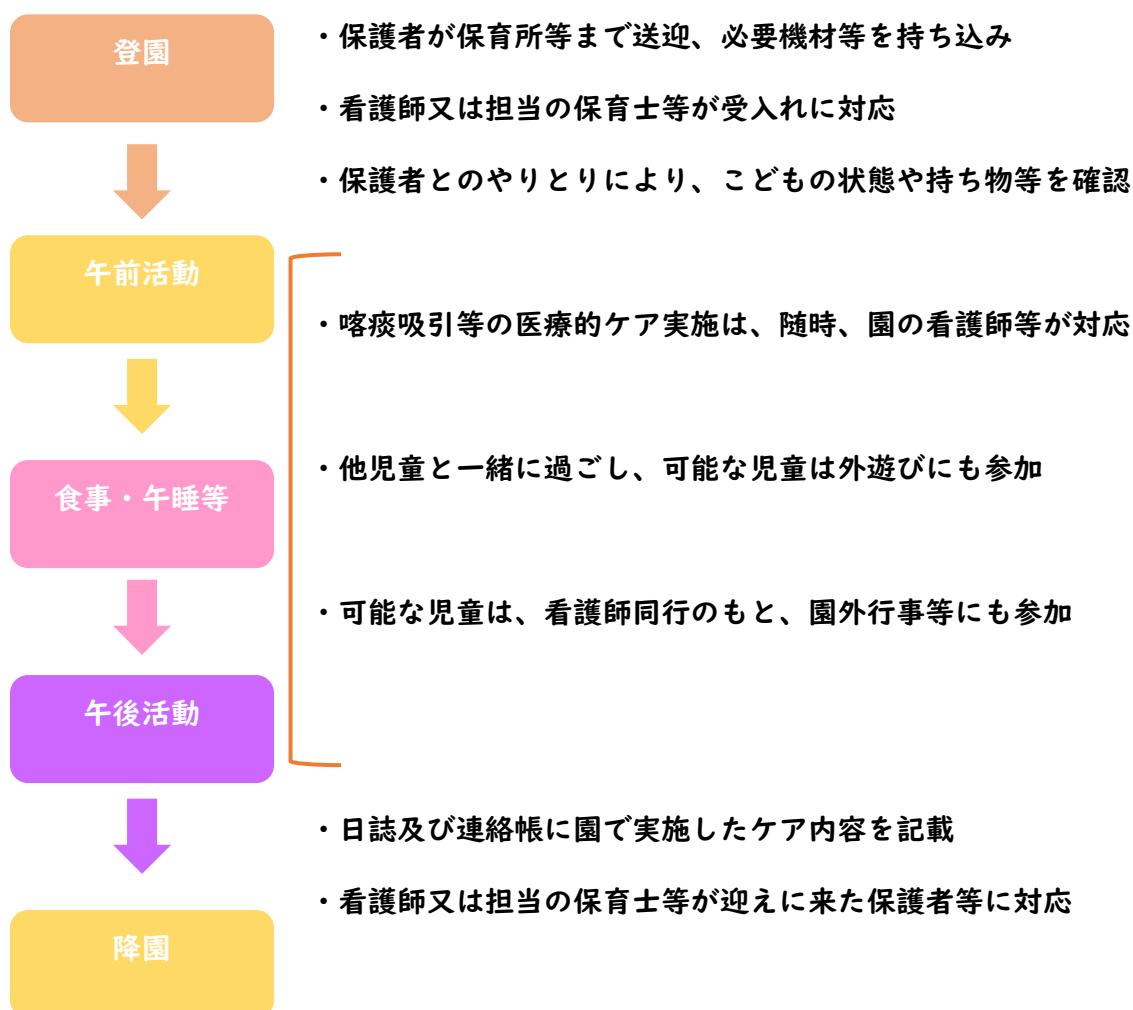 登園
・保護者が保育所等まで送迎、必要機材等を持ち込み
・看護師又は担当の保育士等が受入れに対応
・保護者とのやりとりにより、こどもの状態や持ち物等を確認
午前活動
・喀痰吸引等の医療的ケア実施は、随時、園の看護師等が対応
・他児童と一緒に過ごし、可能な児童は外遊びにも参加
食事・午睡等
・可能な児童は、看護師同行のもと、園外行事等にも参加
午後活動
・日誌及び連絡帳に園で実施したケア内容を記載
・看護師又は担当の保育士等が迎えに来た保護者等に対応
降園